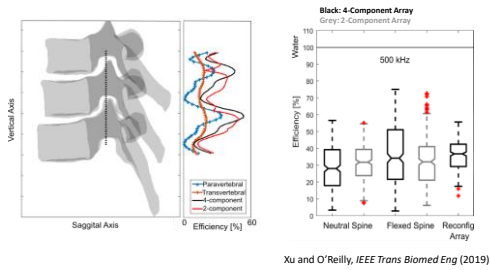 Black: 4-Component Array
Grey: 2-Component Array
Vertical Axis
Saggital Axis
Paravertebral
Transvertebral
4-component
2-component
0
60
Efficiency [%]
Water
110
100
90
80
70
60
50
40
30
20
10
0
Efficiency [%]
500 kHz
Neutral Spine
Flexed Spine
Reconfig
Array
Xu and O'Reilly, IEEE Trans Biomed Eng (2019)